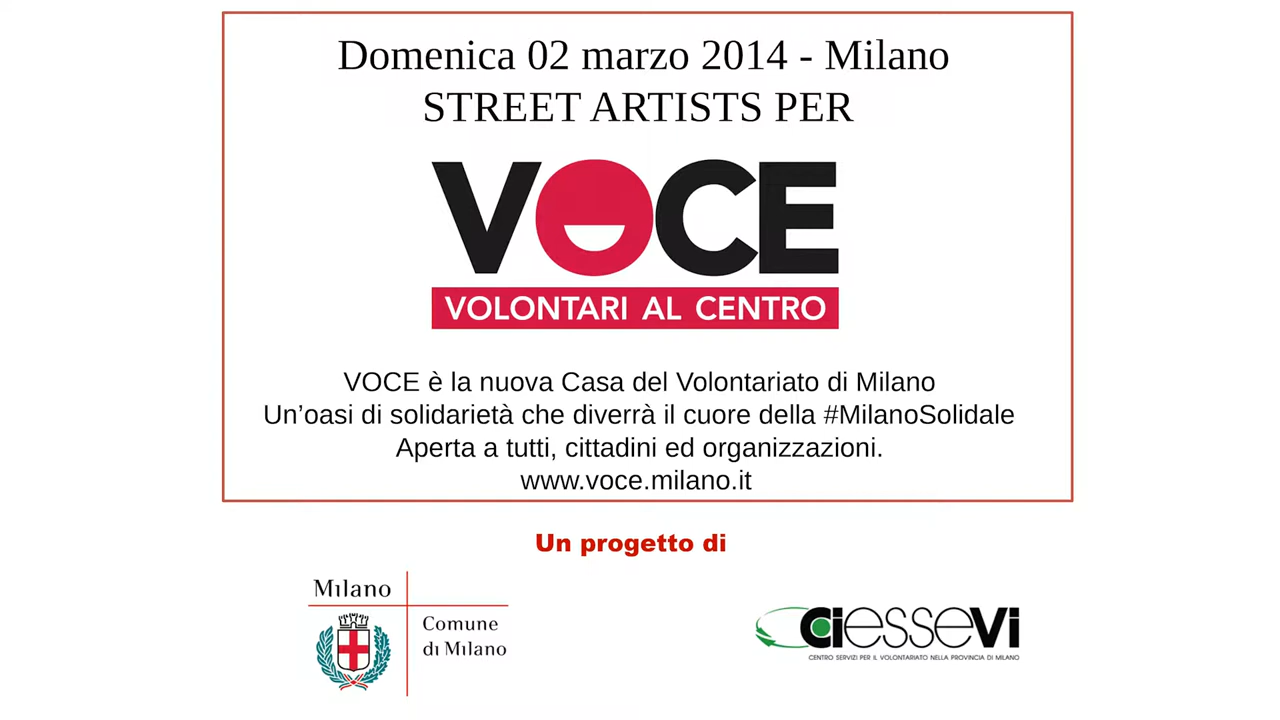 Domenica 02 marzo 2014 - Milano
STREET ARTISTS PER
VOCE
VOLONTARI AL CENTRO
VOCE è la nuova Casa del Volontariato di Milano
Un’oasi di solidarietà che diverrà il cuore della #MilanoSolidale
Aperta a tutti, cittadini ed organizzazioni.
www.voce.milano.it
Un progetto di
Milano
Comune
di Milano
ciesseVi
CENTRO SERVIZI PER IL VOLONTARIATO NELLA PROVINCIA DI MILANO